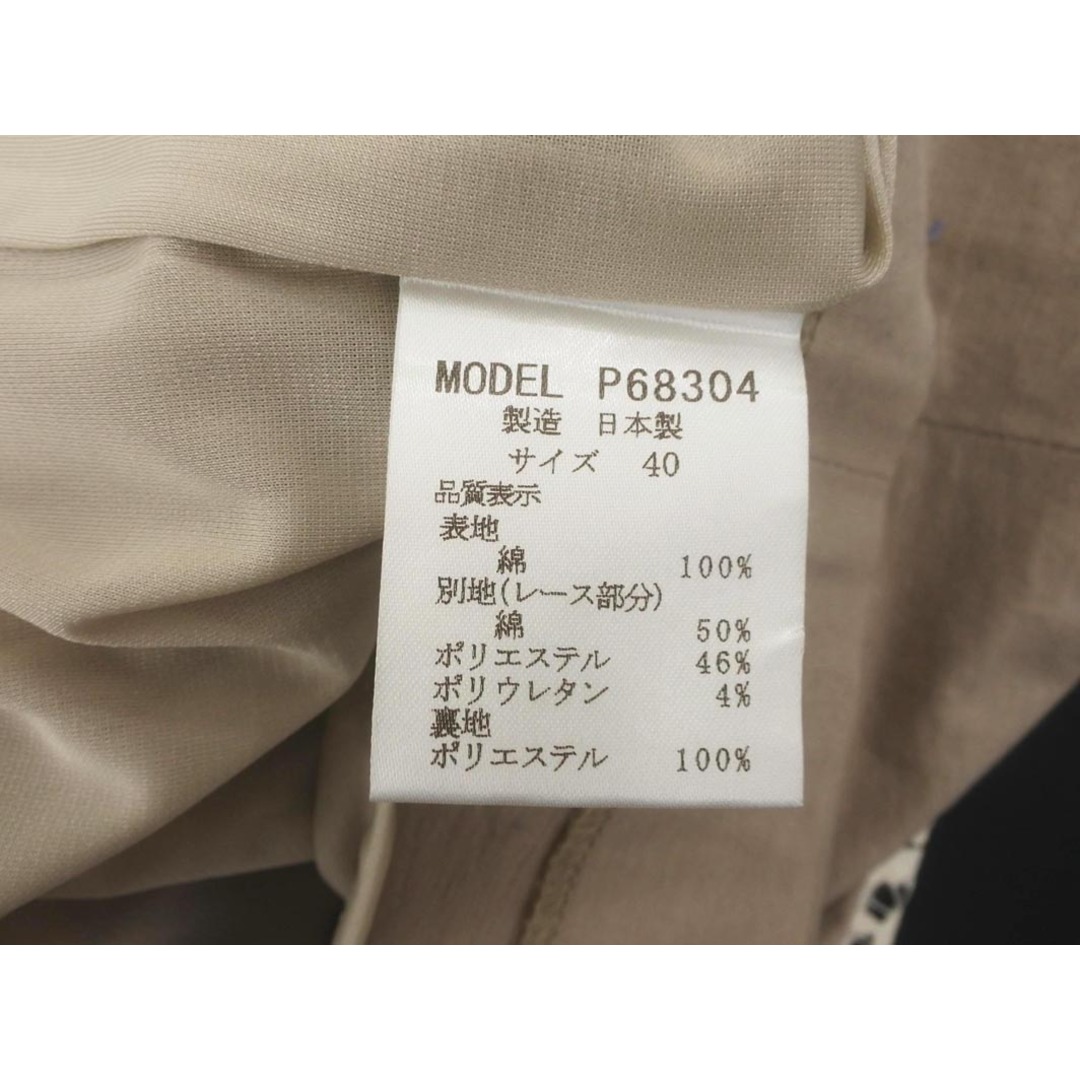 MODEL P68304
製造 日本製
サイズ 40
品質表示
表地
綿 100%
別地(レース部分)
綿 50%
ポリエステル 46%
ポリウレタン 4%
裏地
ポリエステル 100%